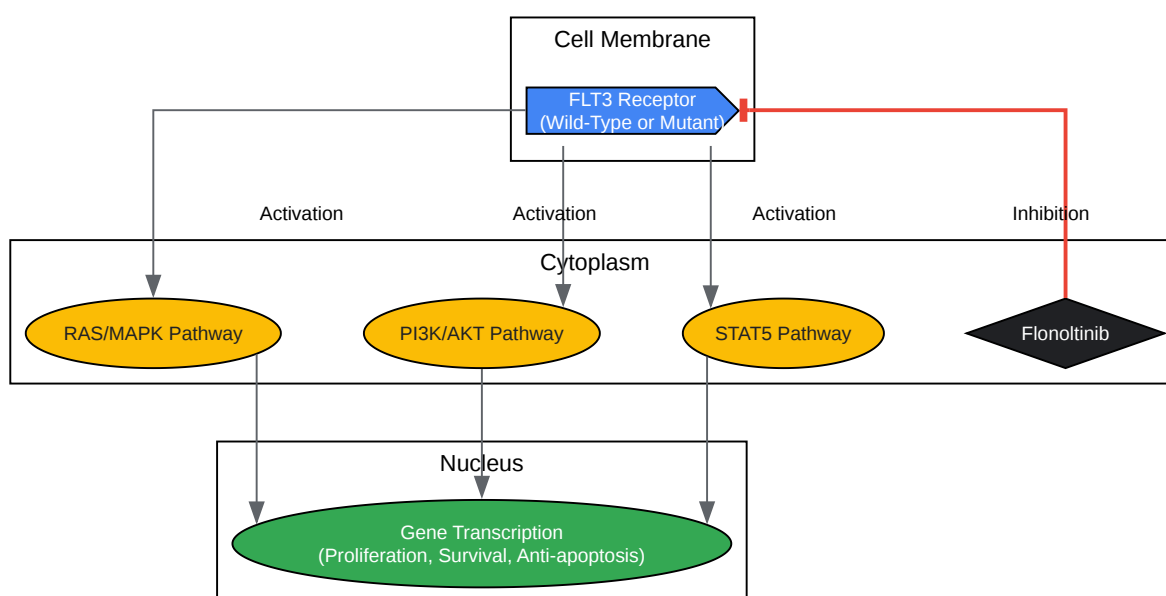 Cell Membrane
FLT3 Receptor
(Wild-Type or Mutant)
Activation
Activation
Activation
Inhibition
Cytoplasm
RAS/MAPK Pathway
PI3K/AKT Pathway
STAT5 Pathway
Flonoltinib
Nucleus
Gene Transcription
(Proliferation, Survival, Anti-apoptosis)